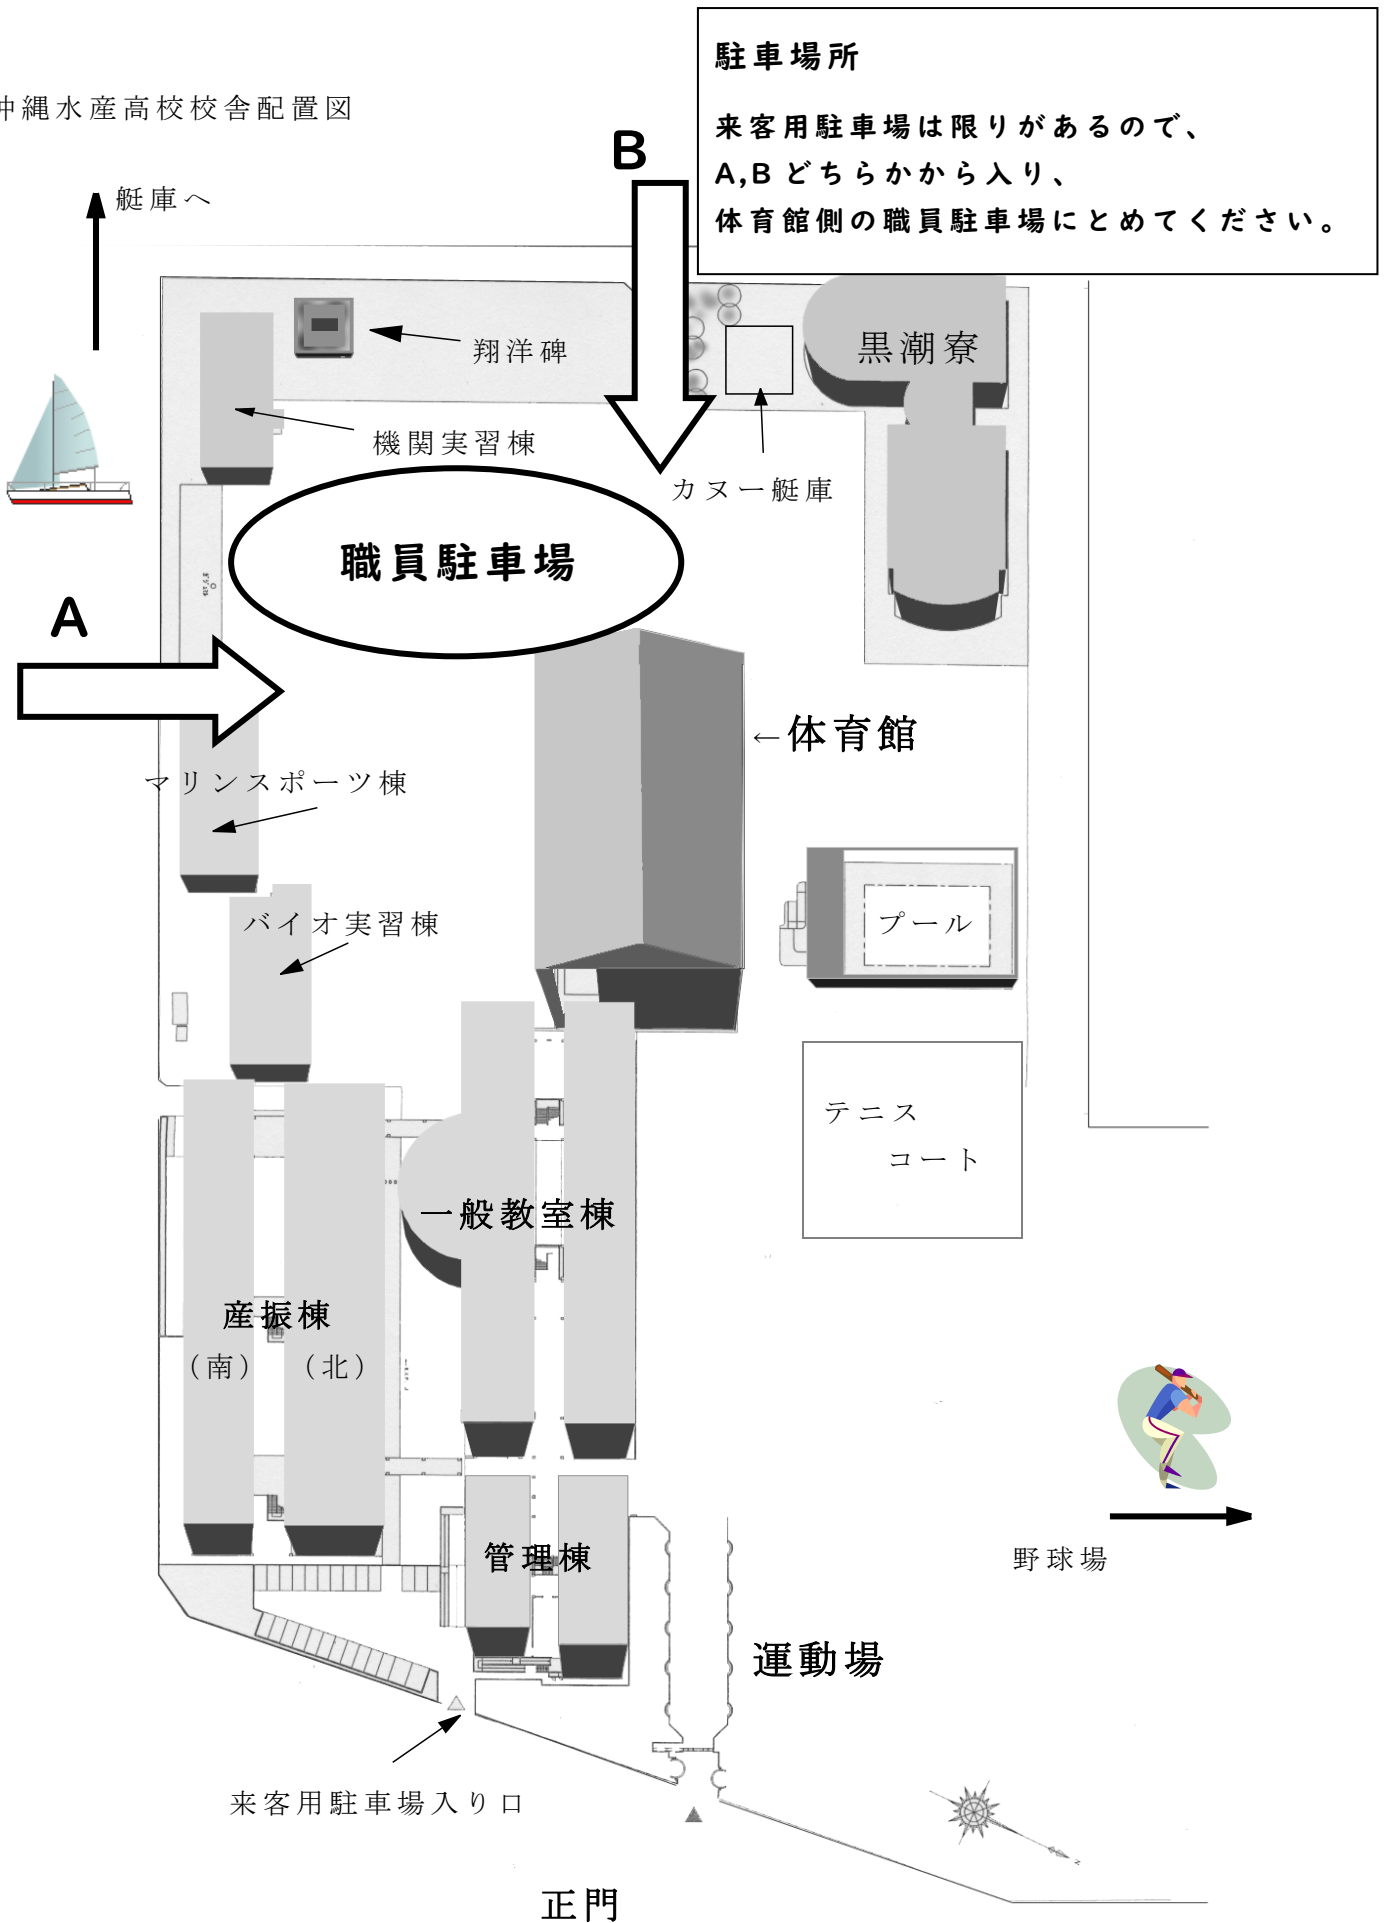 駐車場所
沖縄水産高校校舎配置図
来客用駐車場は限りがあるので、
A,Bどちらかから入り、
体育館側の職員駐車場にとめてください。
B
艇庫へ
黒潮寮
翔洋碑
機関実習棟
カヌー艇庫
職員駐車場
A
←体育館
マリンスポーツ棟
バイオ実習棟
プール
テニス
コート
一般教室棟
産振棟
（南）
（北）
管理棟
野球場
運動場
来客用駐車場入り口
正門